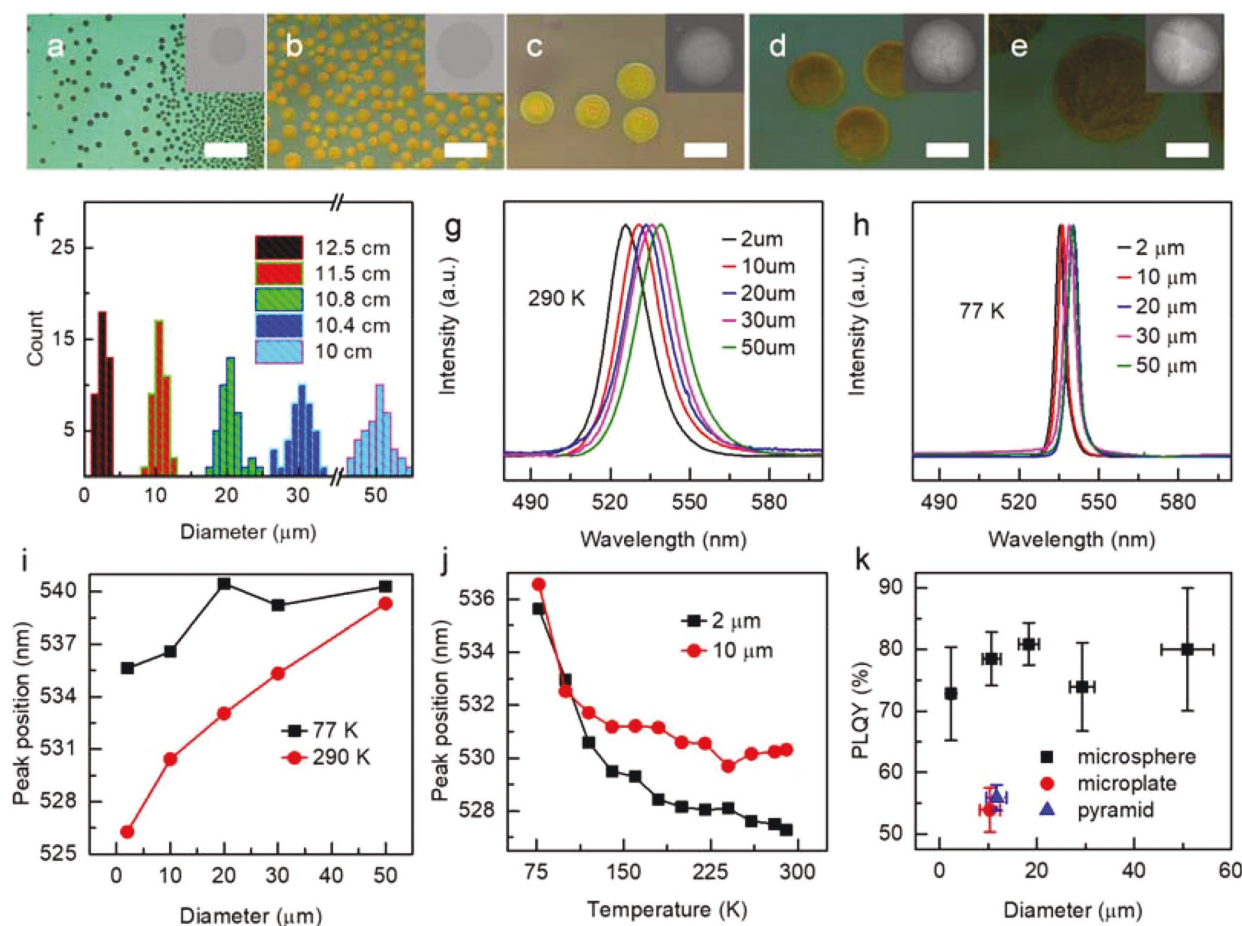 a
b
c
d
e
f
25
15
5
Count
12.5 cm
11.5 cm
10.8 cm
10.4 cm
10 cm
0 10 20 30 50
Diameter (μm)
g
Intensity (a.u.)
290 K
2um
10um
20um
30um
50um
490 520 550 580
Wavelength (nm)
h
Intensity (a.u.)
77 K
2 μm
10 μm
20 μm
30 μm
50 μm
490 520 550 580
Wavelength (nm)
i
Peak position (nm)
540
537
534
531
528
525
77 K
290 K
0 10 20 30 40 50
Diameter (μm)
j
Peak position (nm)
536
534
532
530
528
2 μm
10 μm
75 150 225 300
Temperature (K)
k
PLQY (%)
90
80
70
60
50
microsphere
microplate
pyramid
0 20 40 60
Diameter (μm)